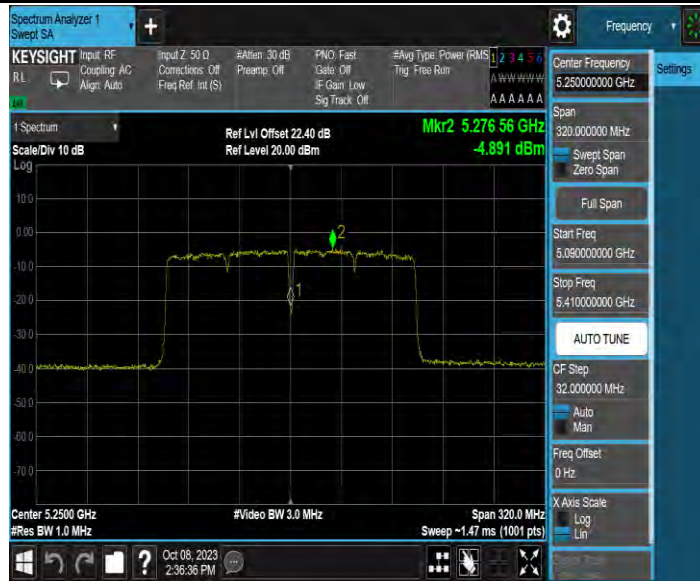 Spectrum Analyzer 1
Swept SA
+
Frequency
KEYSIGHT
RL
Input: RF
Coupling: AC
Align: Auto
Input Z: 50 Ω
Corrections: Off
Freq Ref: Int (S)
#Atten: 30 dB
Preamp: Off
PNO: Fast
Gate: Off
IF Gain: Low
Sig Track: Off
#Avg Type: Power (RMS
Trig: Free Run
1 2 3 4 5 6
A W W W W W
A A A A A A
1 Spectrum
Scale/Div 10 dB
Log
Ref Lvl Offset 22.40 dB
Ref Level 20.00 dBm
Mkr2 5.276 56 GHz
-4.891 dBm
10.0
0.00
-10.0
-20.0
-30.0
-40.0
-50.0
-60.0
-70.0
2
1
Center 5.2500 GHz
#Res BW 1.0 MHz
#Video BW 3.0 MHz
Span 320.0 MHz
Sweep ~1.47 ms (1001 pts)
Center Frequency
5.250000000 GHz
Settings
Span
320.000000 MHz
Swept Span
Zero Span
Full Span
Start Freq
5.090000000 GHz
Stop Freq
5.410000000 GHz
AUTO TUNE
CF Step
32.000000 MHz
Auto
Man
Freq Offset
0 Hz
X Axis Scale
Log
Lin
?
Oct 08, 2023
2:36:36 PM